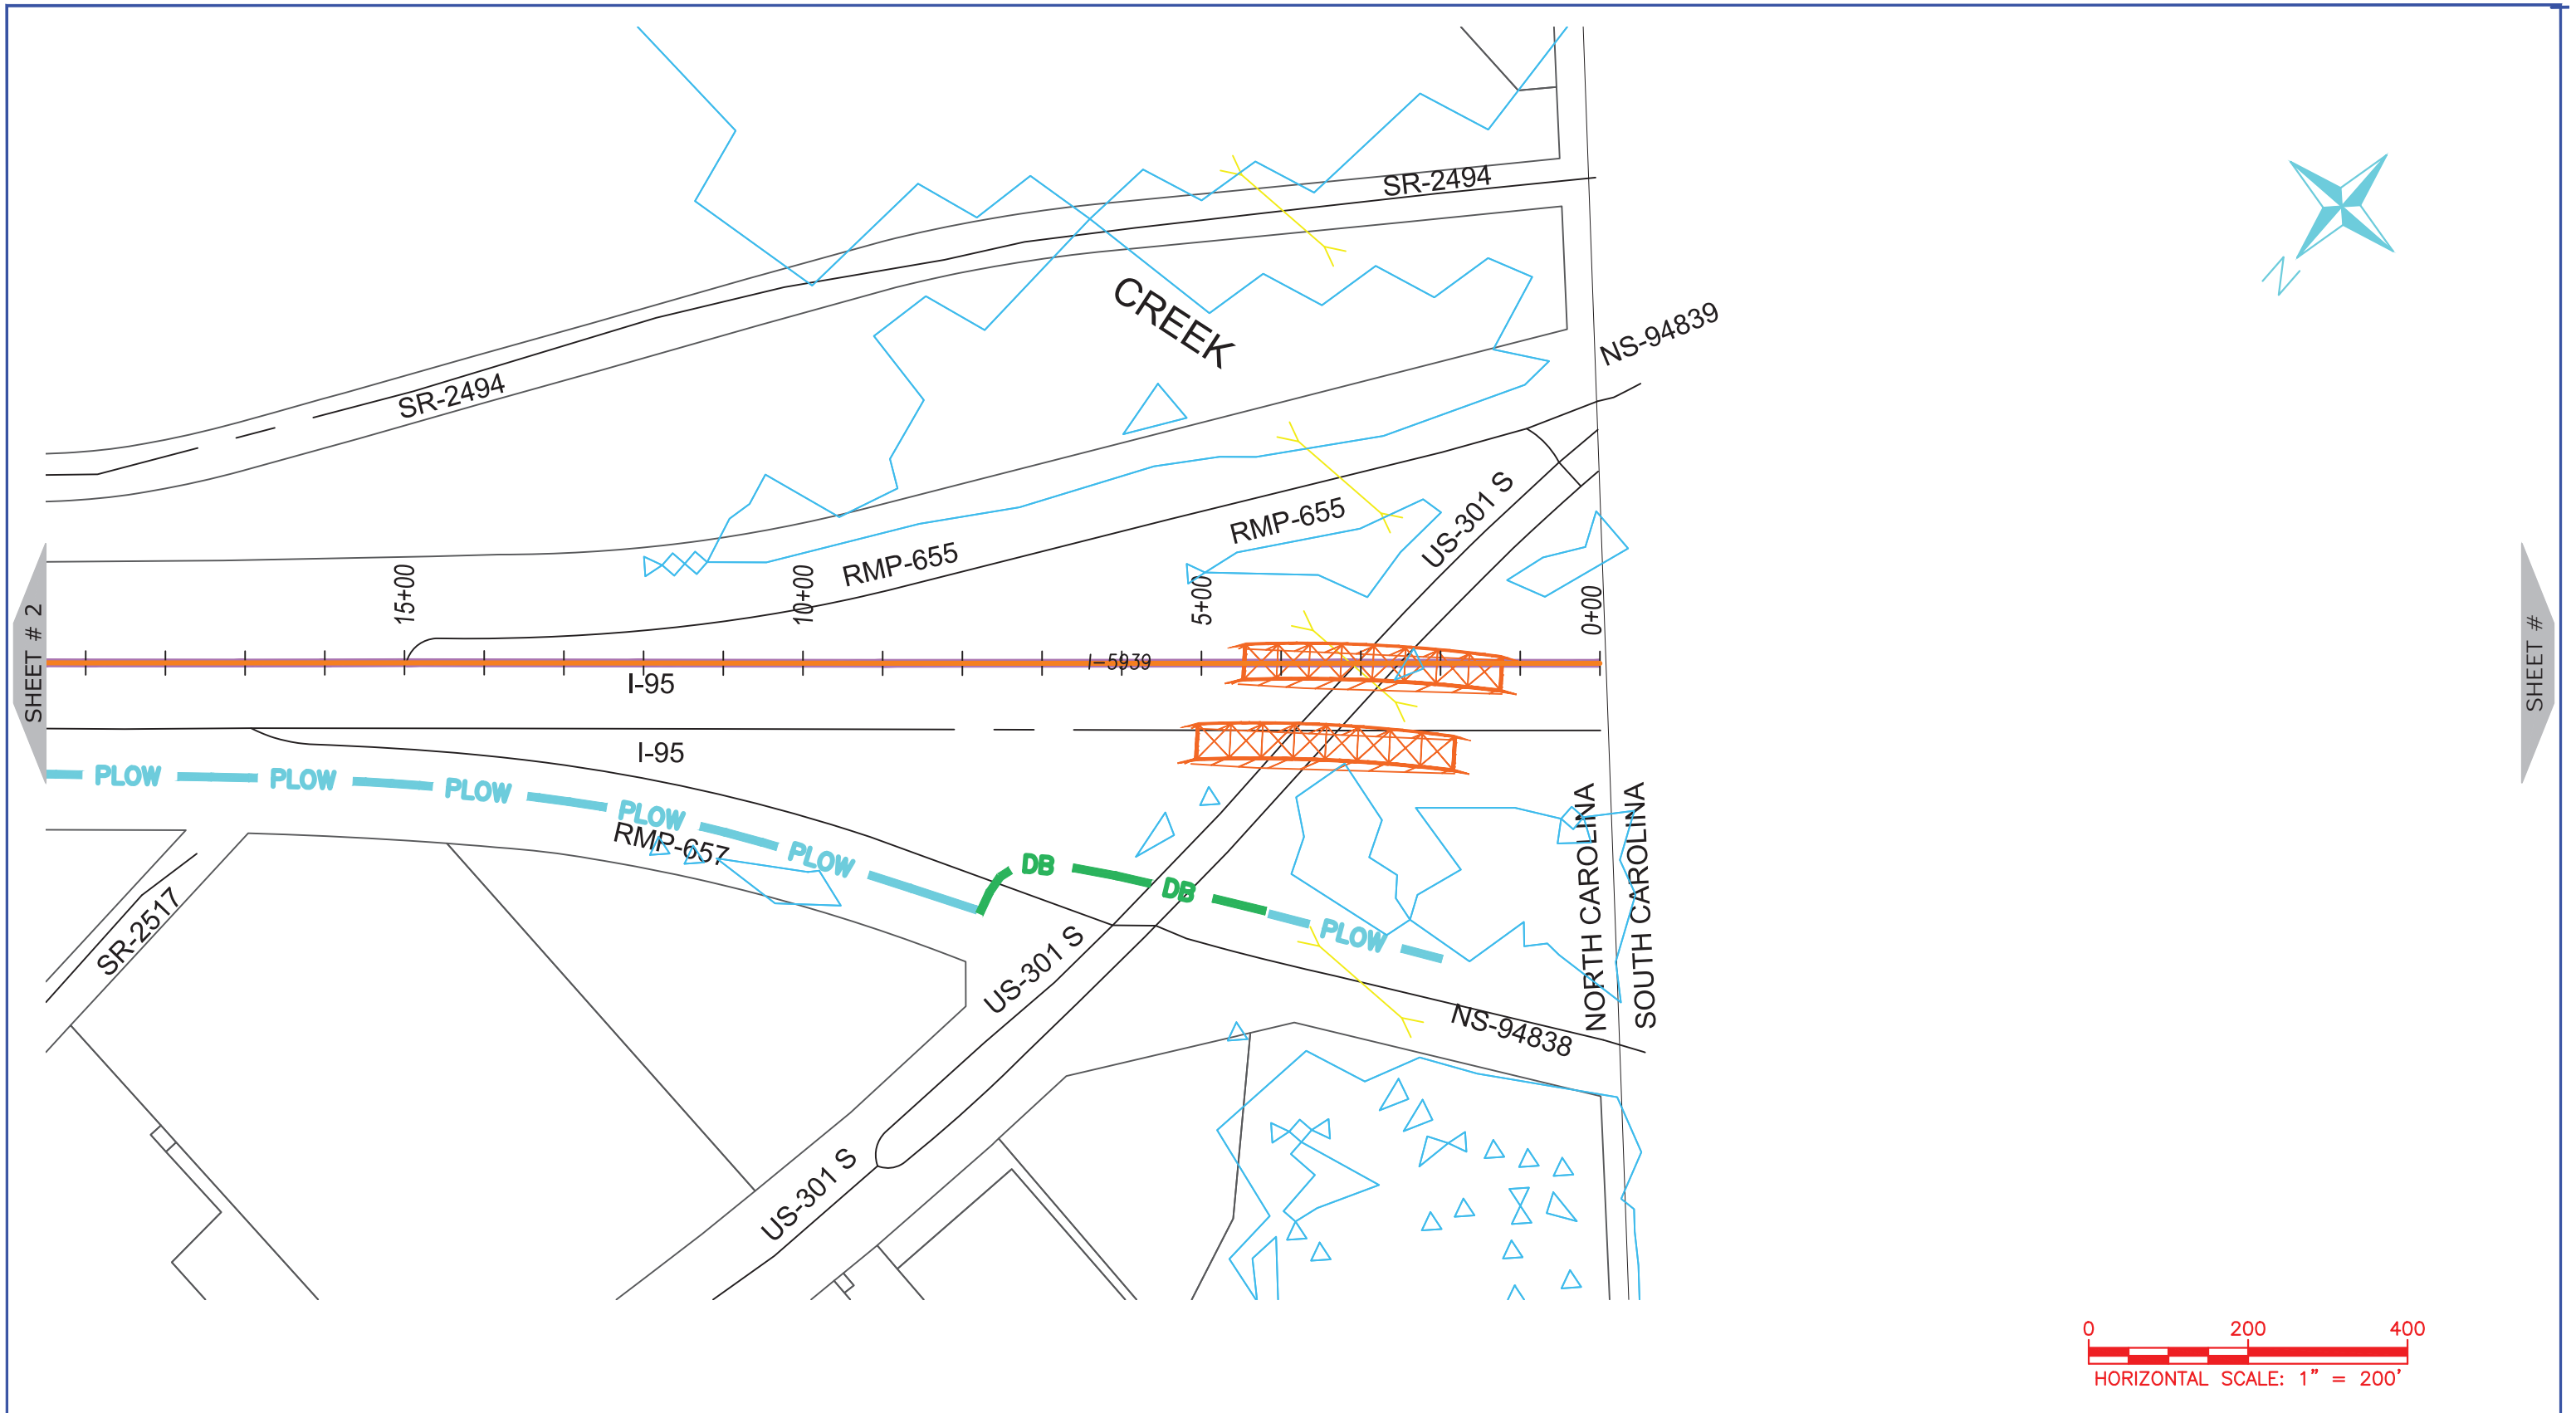 SR-2494
N
CREEK
NS-94839
SR-2494
US-301 S
RMP-655
RMP-655
15+00
10+00
5+00
0+00
SHEET # 2
SHEET #
I-5939
I-95
I-95
PLOW
PLOW
PLOW
PLOW
PLOW
RMP-657
DB
DB
PLOW
NORTH CAROLINA
SOUTH CAROLINA
SR-2517
US-301 S
NS-94838
US-301 S
0 200 400
HORIZONTAL SCALE: 1" = 200'